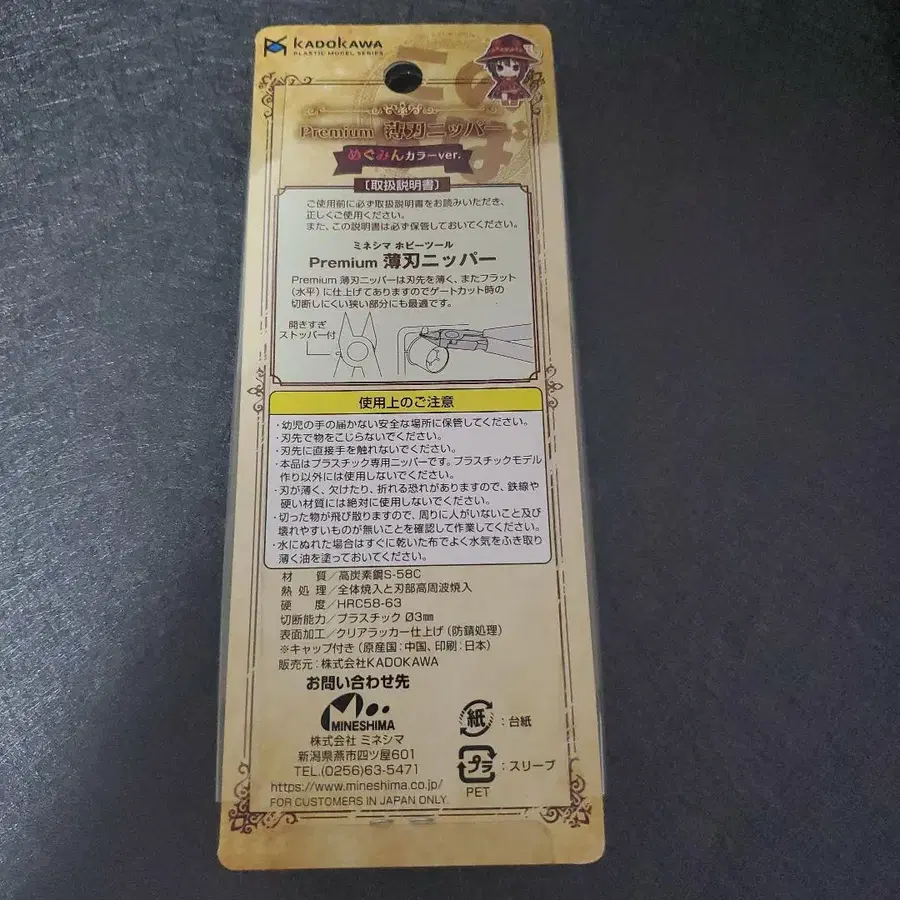 KADOKAWA
PLASTIC MODEL SERIES
このすば
Premium 薄刃ニッパー
めぐみんカラーver.
〔取扱説明書〕
ご使用前に必ず取扱説明書をお読みいただき、
正しくご使用ください。
また、この説明書は必ず保管しておいてください。
ミネシマ ホビーツール
Premium 薄刃ニッパー
Premium 薄刃ニッパーは刃先を薄く、またフラット
(水平)に仕上げてありますのでゲートカット時の
切断しにくい狭い部分にも最適です。
開きすぎ
ストッパー付
使用上のご注意
・幼児の手の届かない安全な場所に保管してください。
・刃先で物をこじらないでください。
・刃先に直接手を触れないでください。
・本品はプラスチック専用ニッパーです。プラスチックモデル
作り以外には使用しないでください。
・刃が薄く、欠けたり、折れる恐れがありますので、鉄線や
硬い材質には絶対に使用しないでください。
・切った物が飛び散りますので、周りに人がいないこと及び
壊れやすいものが無いことを確認して作業してください。
・水にぬれた場合はすぐに乾いた布でよく水気をふき取り
薄く油を塗っておいてください。
材 質/高炭素鋼S-58C
熱 処 理/全体焼入と刃部高周波焼入
硬 度/HRC58-63
切断能力/プラスチック Ø3㎜
表面加工/クリアラッカー仕上げ(防錆処理)
※キャップ付き(原産国:中国、印刷:日本)
販売元:株式会社KADOKAWA
お問い合わせ先
MINESHIMA
株式会社 ミネシマ
新潟県燕市四ツ屋601
TEL.(0256)63-5471
https://www.mineshima.co.jp/
FOR CUSTOMERS IN JAPAN ONLY.
紙:台紙
プラ:スリーブ
PET